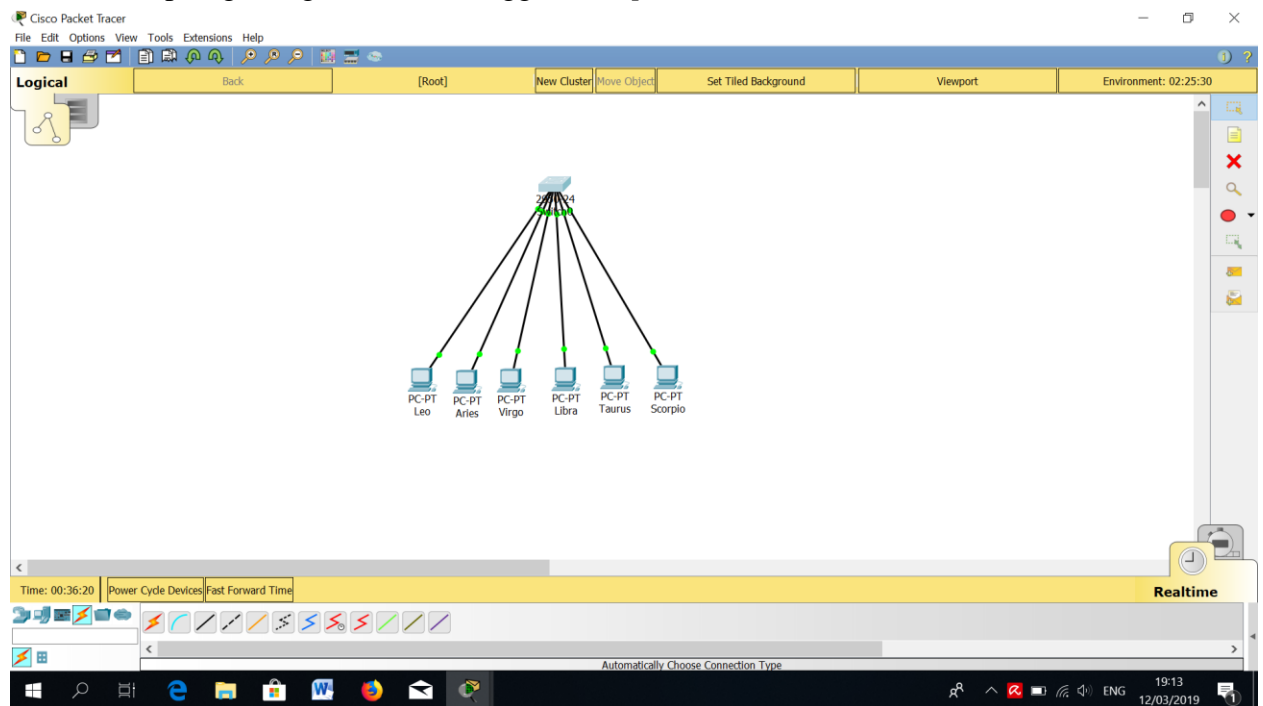 Cisco Packet Tracer
File Edit Options View Tools Extensions Help
Logical Back [Root] New Cluster Move Object Set Tiled Background Viewport Environment: 02:25:30
Switch0
PC-PT PC-PT PC-PT PC-PT PC-PT PC-PT
Leo Aries Virgo Libra Taurus Scorpio
Time: 00:36:20 Power Cycle Devices Fast Forward Time Realtime
Automatically Choose Connection Type
ENG 19:13
12/03/2019